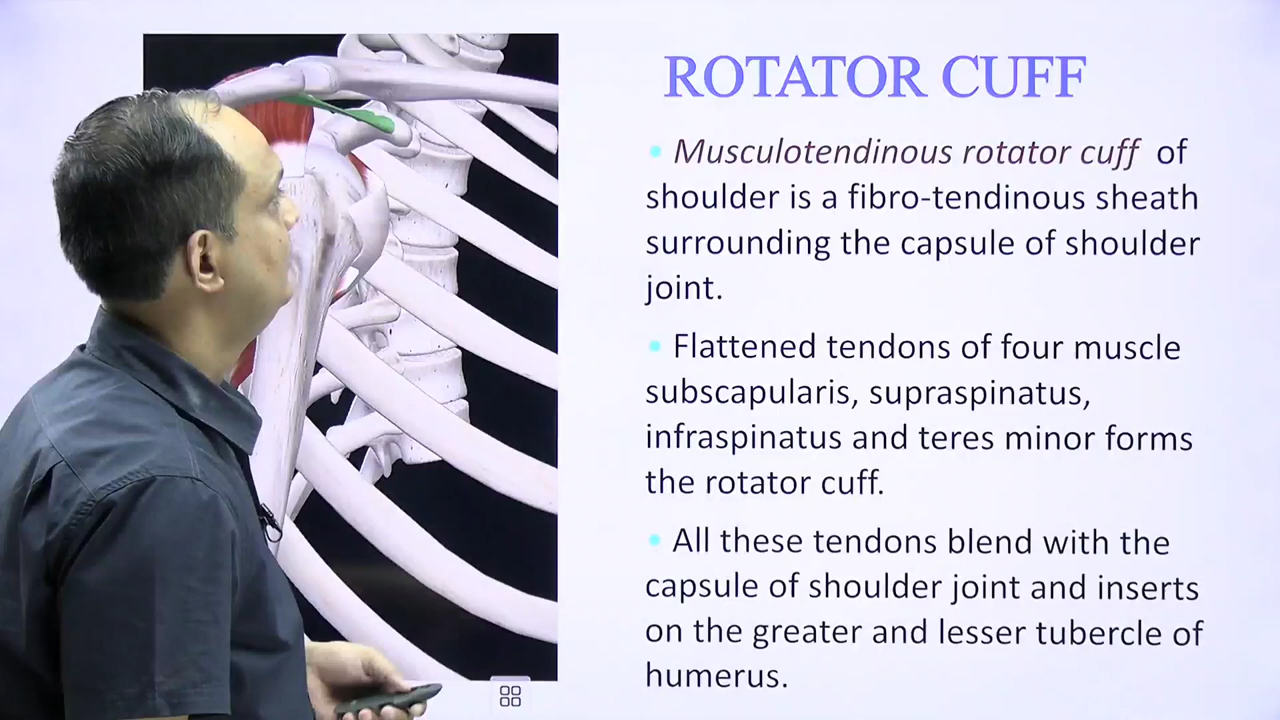 ROTATOR CUFF
• Musculotendinous rotator cuff of
shoulder is a fibro-tendinous sheath
surrounding the capsule of shoulder
joint.
• Flattened tendons of four muscle
subscapularis, supraspinatus,
infraspinatus and teres minor forms
the rotator cuff.
• All these tendons blend with the
capsule of shoulder joint and inserts
on the greater and lesser tubercle of
humerus.